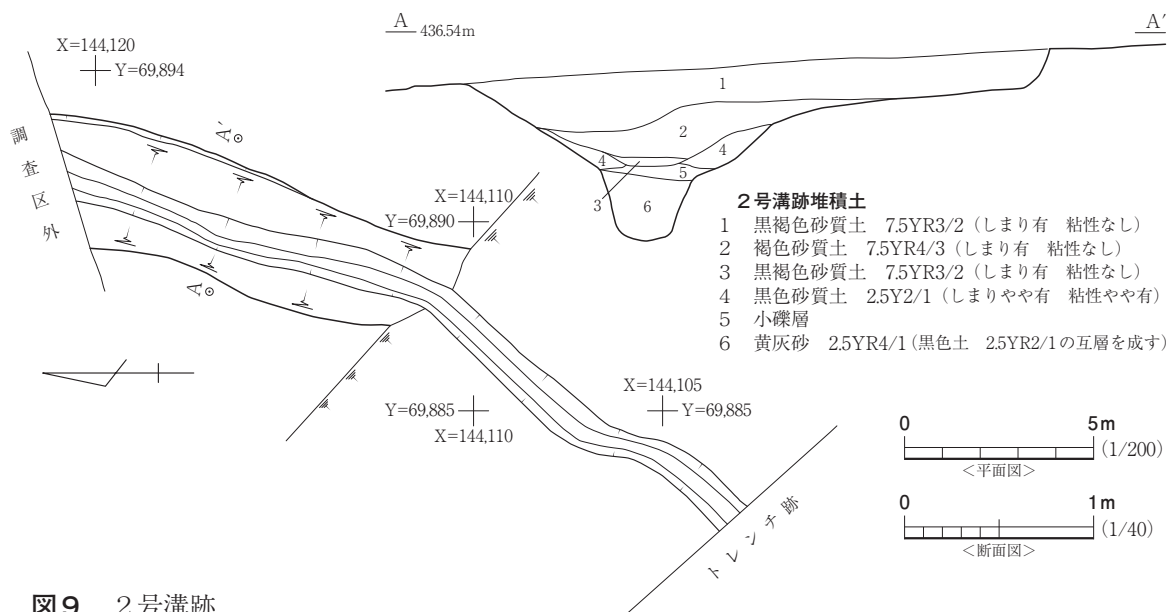 A 436.54m
A′
X=144,120
Y=69,894
調査区外
A′
X=144,110
Y=69,890
A
1
2
4
4
5
3
6
2号溝跡堆積土
1 黒褐色砂質土 7.5YR3/2(しまり有 粘性なし)
2 褐色砂質土 7.5YR4/3(しまり有 粘性なし)
3 黒褐色砂質土 7.5YR3/2(しまり有 粘性なし)
4 黒色砂質土 2.5Y2/1(しまりやや有 粘性やや有)
5 小礫層
6 黄灰砂 2.5YR4/1(黒色土 2.5YR2/1の互層を成す)
Y=69,885
X=144,110
X=144,105
Y=69,885
トレンチ跡
0 5m
(1/200)
<平面図>
0 1m
(1/40)
<断面図>
図9 2号溝跡